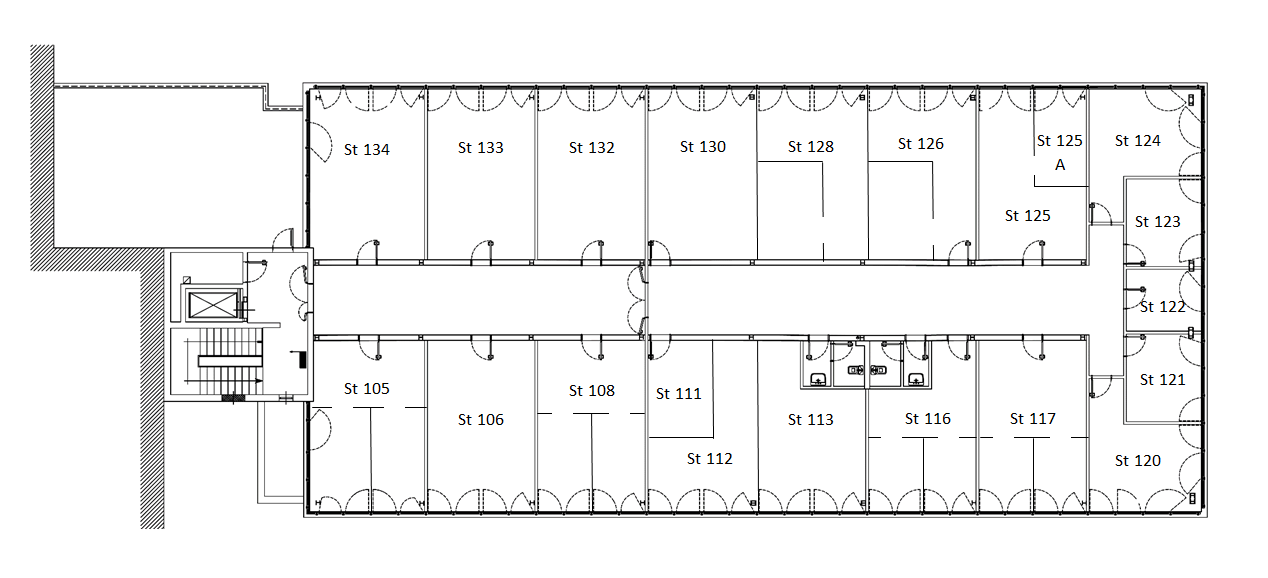 St 134
St 133
St 132
St 130
St 128
St 126
St 125
A
St 124
St 125
St 123
St 122
St 105
St 106
St 108
St 111
St 112
St 113
St 116
St 117
St 121
St 120